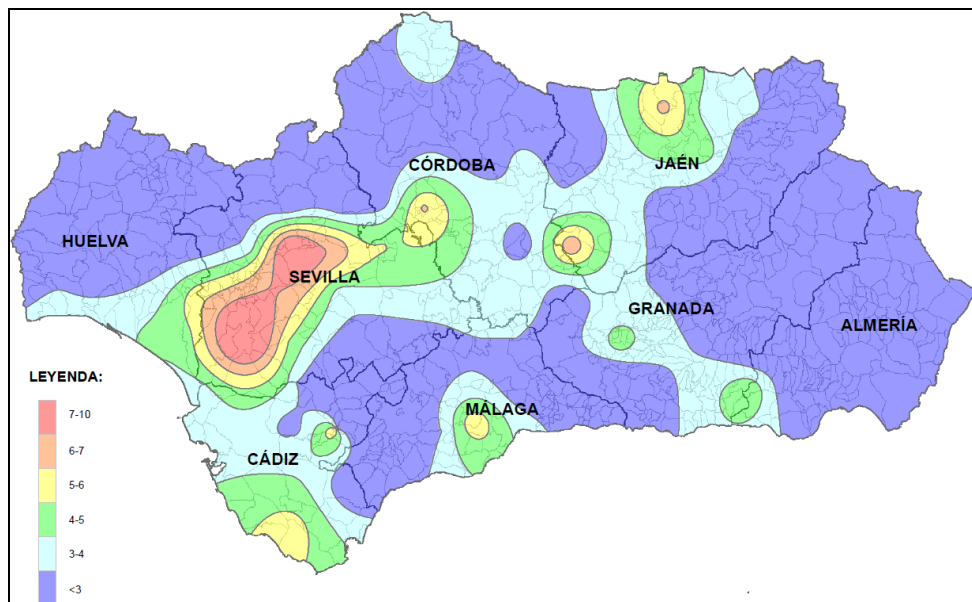 CÓRDOBA
JAÉN
HUELVA
SEVILLA
GRANADA
ALMERÍA
LEYENDA:
MÁLAGA
CÁDIZ
7-10
6-7
5-6
4-5
3-4
<3